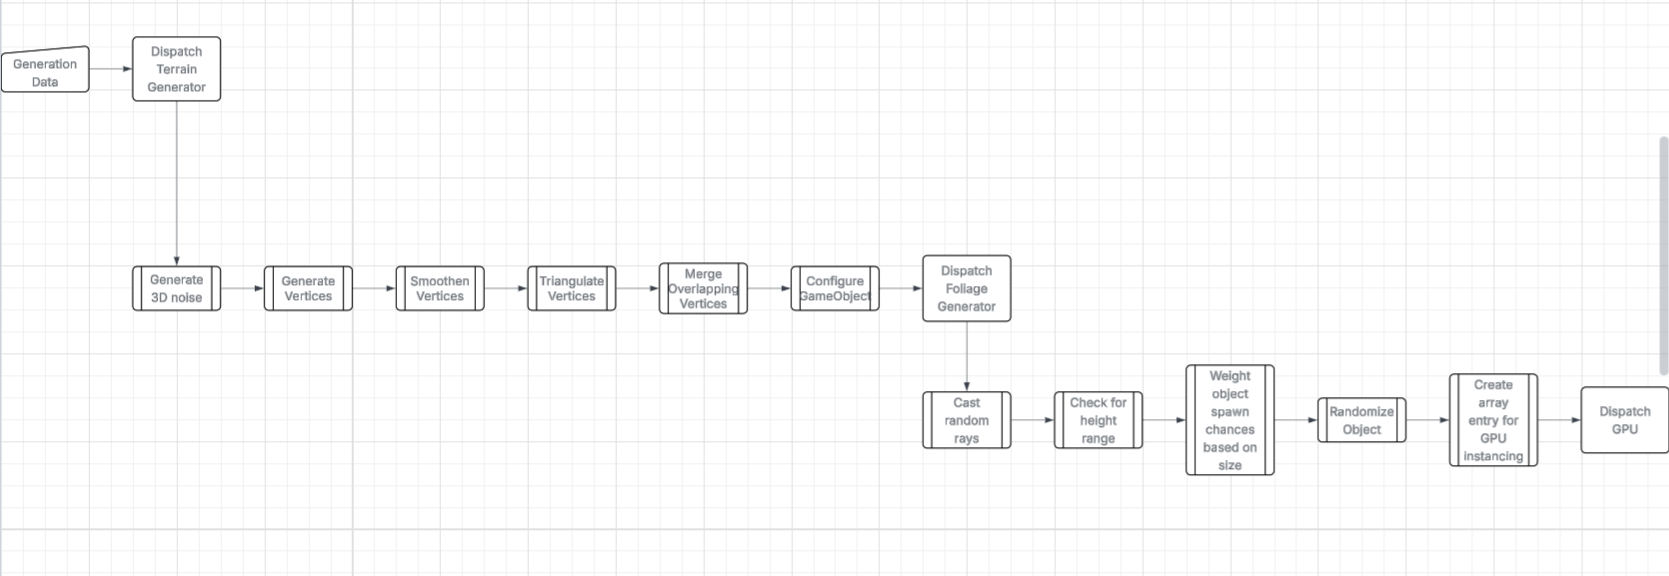 Generation
Data
Dispatch
Terrain
Generator
Generate
3D noise
Generate
Vertices
Smoothen
Vertices
Triangulate
Vertices
Merge
Overlapping
Vertices
Configure
GameObject
Dispatch
Foliage
Generator
Cast
random
rays
Check for
height
range
Weight
object
spawn
chances
based on
size
Randomize
Object
Create
array
entry for
GPU
instancing
Dispatch
GPU